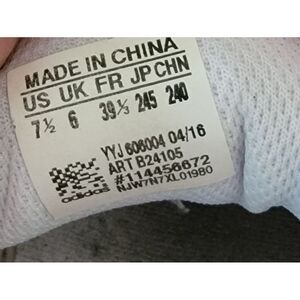 MADE IN CHINA
US UK FR JP CHN
7½ 6 39⅓ 245 240
YYJ 606004 04/16
ART B24105
#114456672
NJW7N7XL01980
adidas